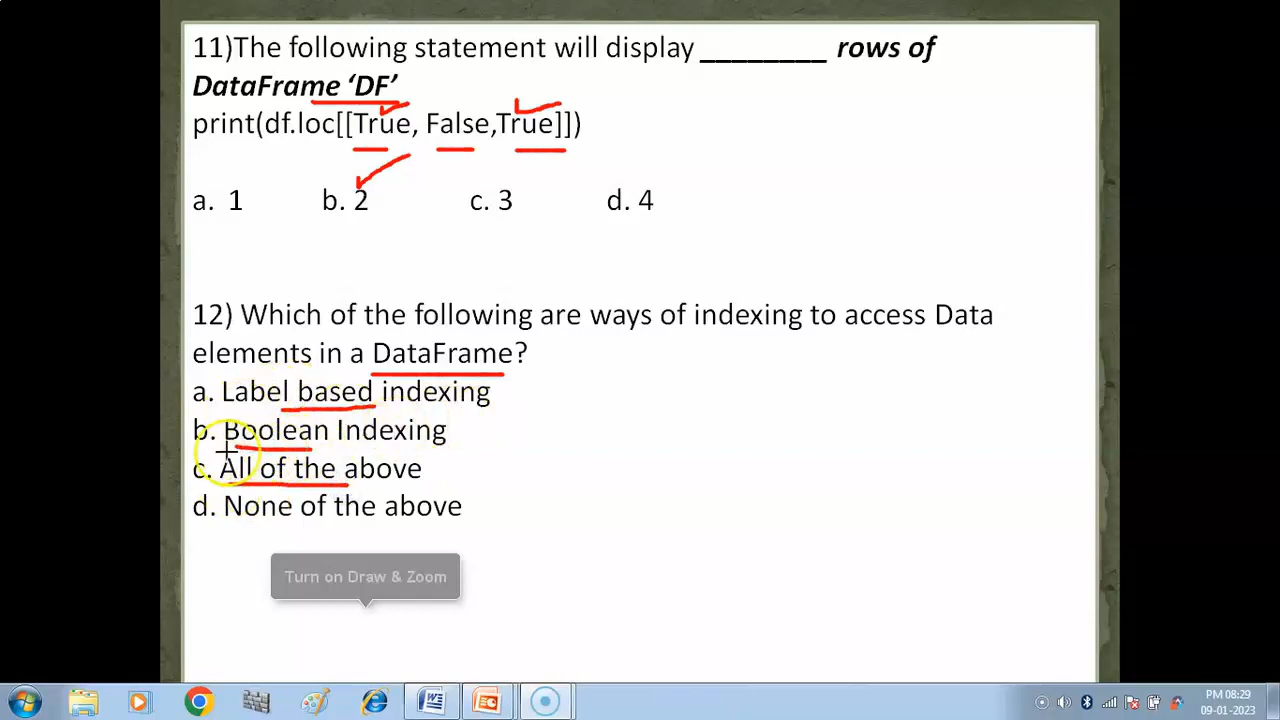 11)The following statement will display ________ rows of
DataFrame ‘DF’
print(df.loc[[True, False,True]])
a. 1 b. 2 c. 3 d. 4
12) Which of the following are ways of indexing to access Data
elements in a DataFrame?
a. Label based indexing
b. Boolean Indexing
c. All of the above
d. None of the above
Turn on Draw & Zoom
PM 08:29
09-01-2023